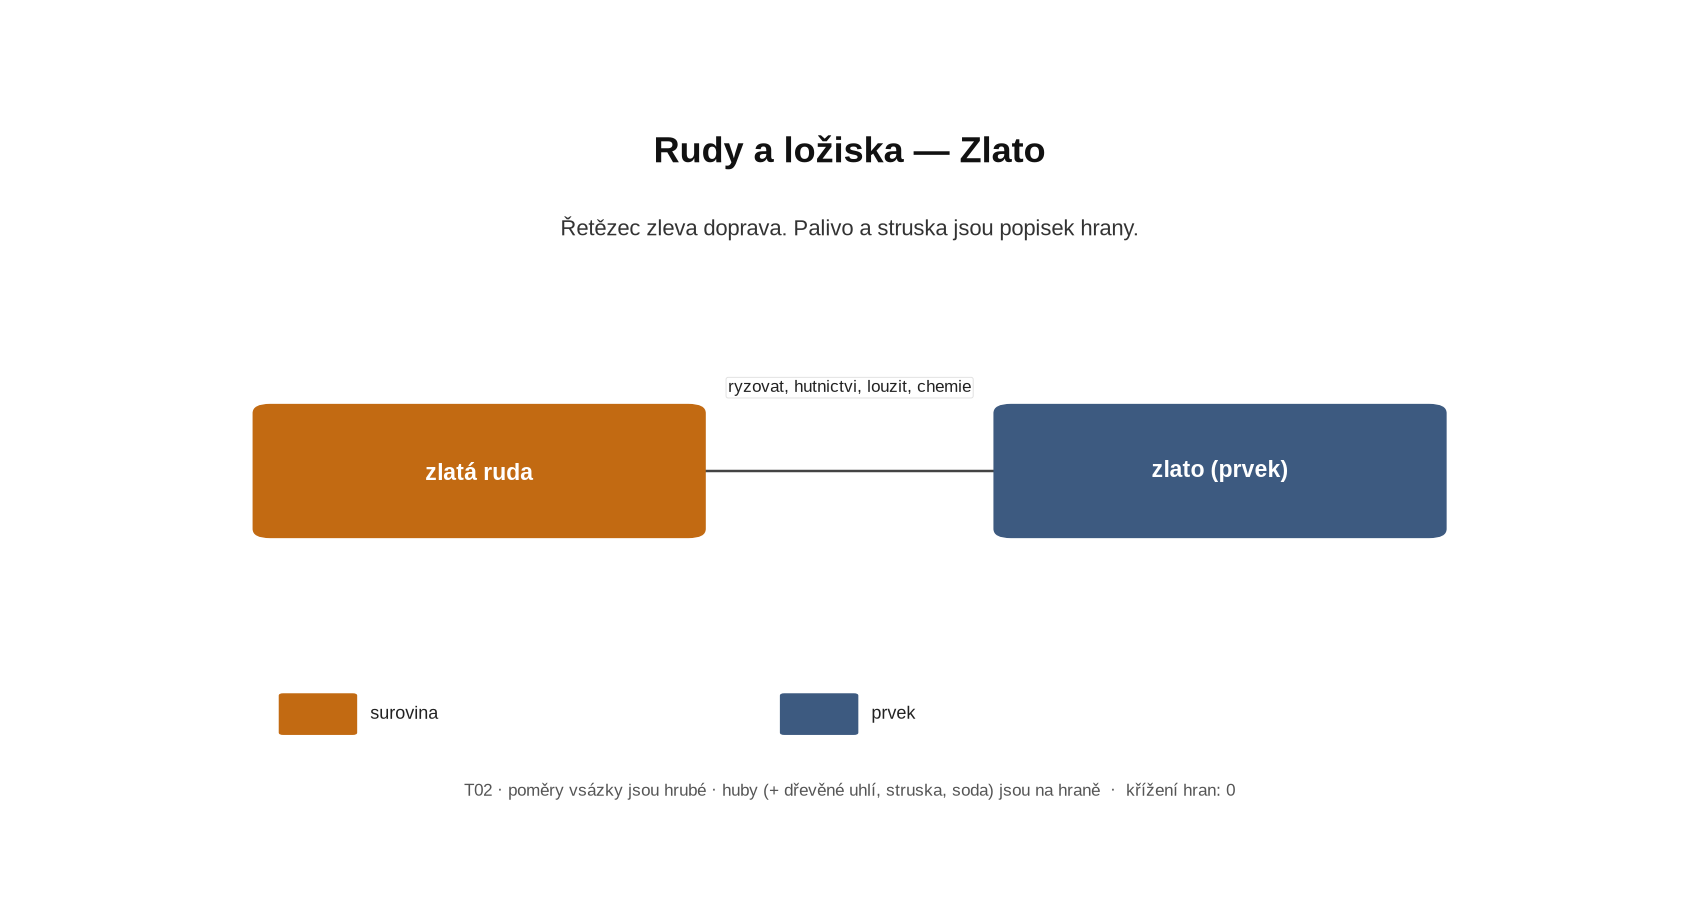 Rudy a ložiska — Zlato
Řetězec zleva doprava. Palivo a struska jsou popisek hrany.
ryzovat, hutnictvi, louzit, chemie
zlatá ruda
zlato (prvek)
surovina
prvek
T02 · poměry vsázky jsou hrubé · huby (+ dřevěné uhlí, struska, soda) jsou na hraně · křížení hran: 0